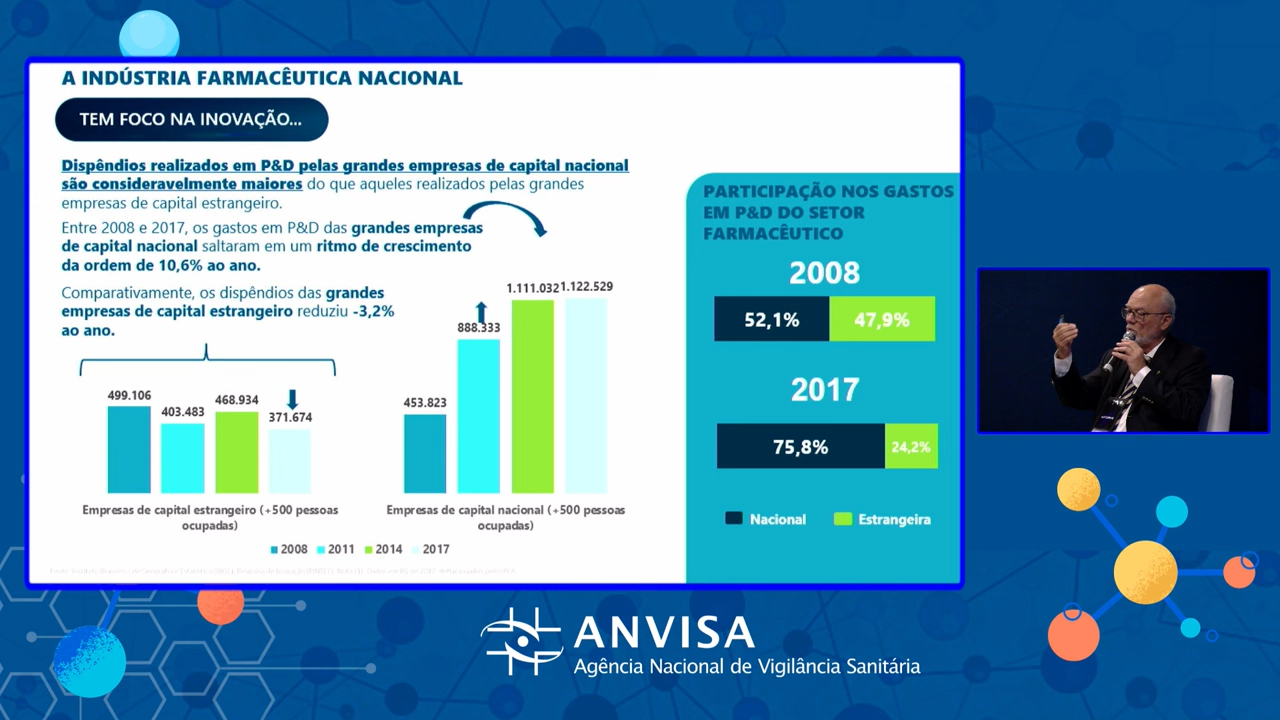 A INDÚSTRIA FARMACÊUTICA NACIONAL
TEM FOCO NA INOVAÇÃO...
Dispêndios realizados em P&D pelas grandes empresas de capital nacional
são consideravelmente maiores do que aqueles realizados pelas grandes
empresas de capital estrangeiro.
Entre 2008 e 2017, os gastos em P&D das grandes empresas
de capital nacional saltaram em um ritmo de crescimento
da ordem de 10,6% ao ano.
Comparativamente, os dispêndios das grandes
empresas de capital estrangeiro reduziu -3,2%
ao ano.
499.106
403.483
468.934
371.674
453.823
888.333
1.111.032
1.122.529
Empresas de capital estrangeiro (+500 pessoas
ocupadas)
Empresas de capital nacional (+500 pessoas
ocupadas)
2008 2011 2014 2017
PARTICIPAÇÃO NOS GASTOS
EM P&D DO SETOR
FARMACÊUTICO
2008
52,1% 47,9%
2017
75,8% 24,2%
Nacional Estrangeira
ANVISA
Agência Nacional de Vigilância Sanitária